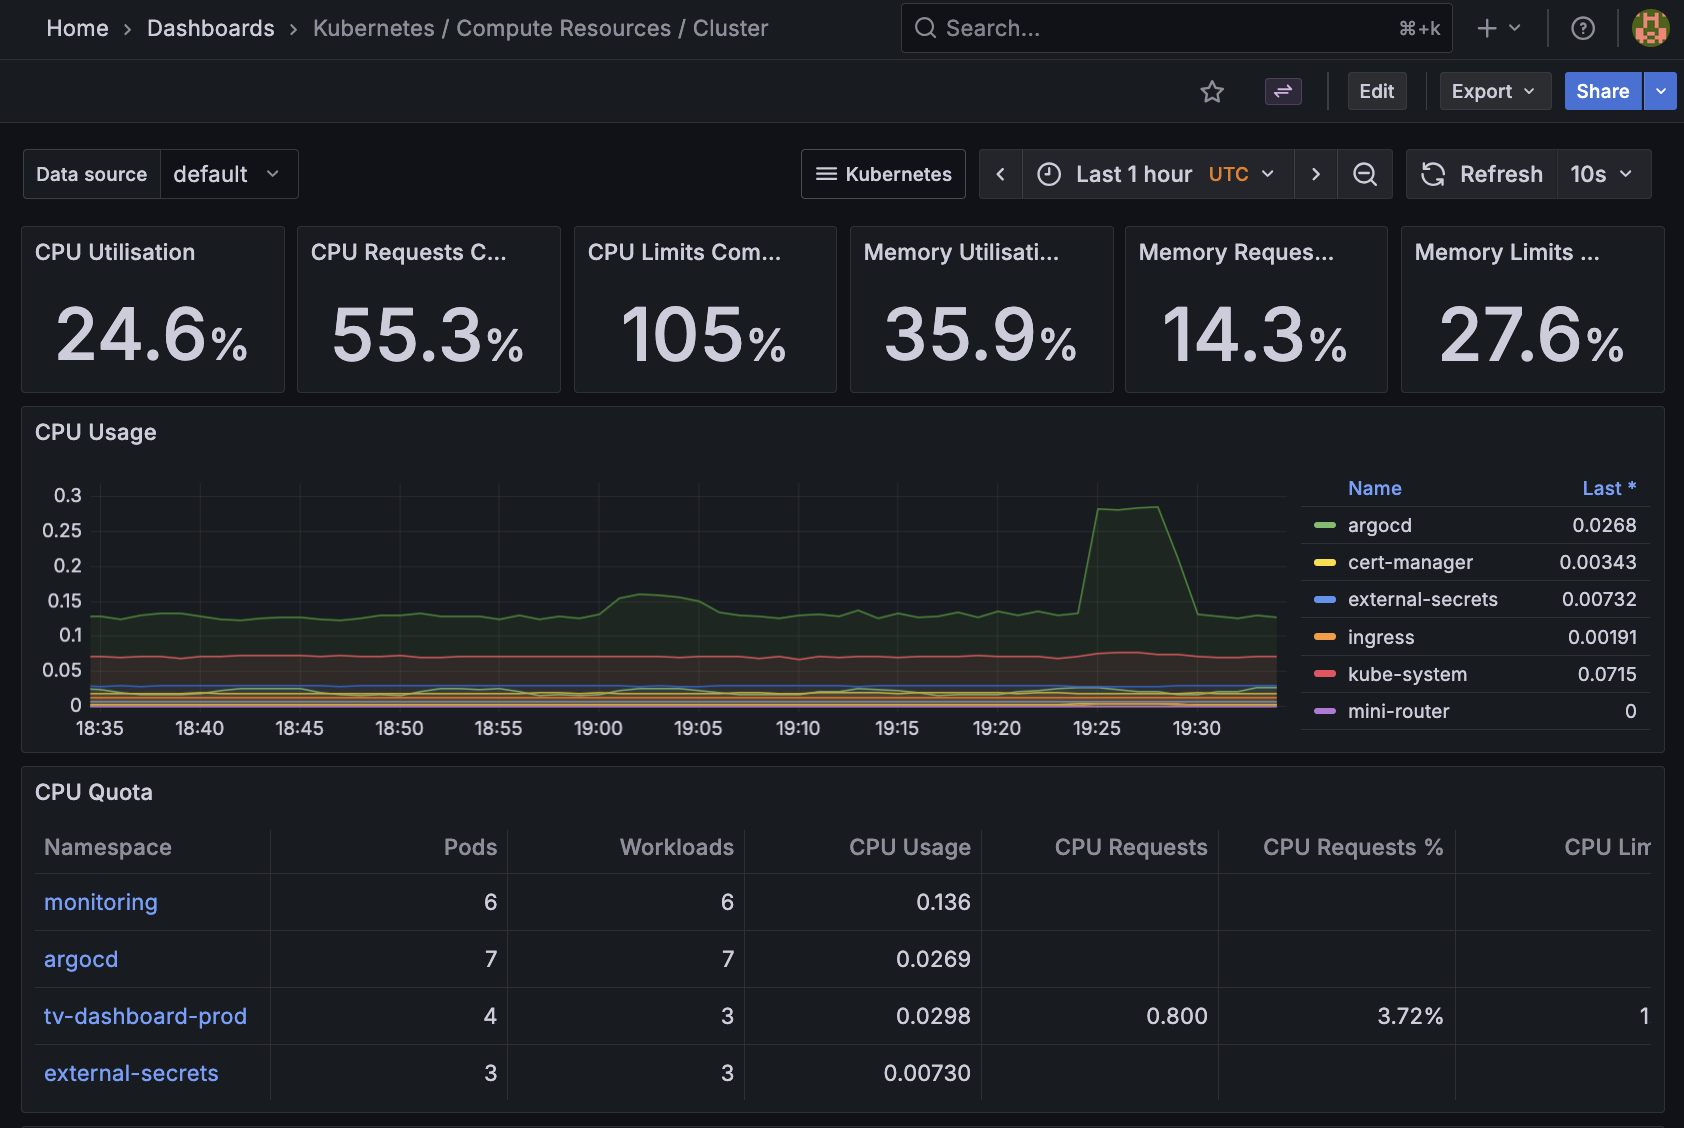 Home › Dashboards › Kubernetes / Compute Resources / Cluster
Search...
⌘+k
Edit
Export
Share
Data source
default
Kubernetes
Last 1 hour UTC
Refresh
10s
CPU Utilisation
24.6%
CPU Requests C...
55.3%
CPU Limits Com...
105%
Memory Utilisati...
35.9%
Memory Reques...
14.3%
Memory Limits ...
27.6%
CPU Usage
0.3
0.25
0.2
0.15
0.1
0.05
0
18:35 18:40 18:45 18:50 18:55 19:00 19:05 19:10 19:15 19:20 19:25 19:30
Name Last *
argocd 0.0268
cert-manager 0.00343
external-secrets 0.00732
ingress 0.00191
kube-system 0.0715
mini-router 0
CPU Quota
Namespace Pods Workloads CPU Usage CPU Requests CPU Requests % CPU Lim
monitoring 6 6 0.136
argocd 7 7 0.0269
tv-dashboard-prod 4 3 0.0298 0.800 3.72% 1
external-secrets 3 3 0.00730